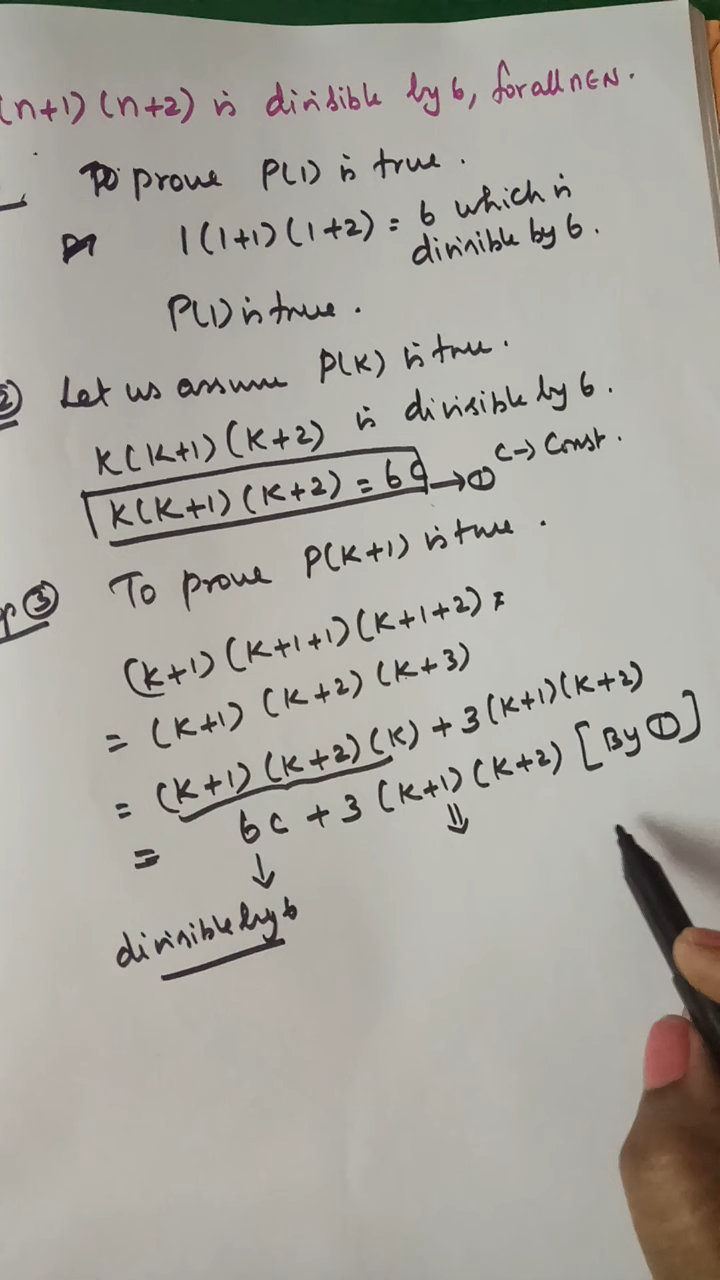 (n+1) (n+2) is divisible by 6, for all n∈N.
To prove P(1) is true.
1(1+1)(1+2) = 6 which is
divisible by 6.
P(1) is true.
2) Let us assume P(K) is true.
K(K+1)(K+2) is divisible by 6.
K(K+1)(K+2) = 6C → ① C → Const.
p ③ To prove P(K+1) is true.
(K+1)(K+1+1)(K+1+2) =
= (K+1) (K+2) (K+3)
= (K+1) (K+2) (K) + 3(K+1)(K+2)
= 6C + 3 (K+1)(K+2) [By ①]
↓ ⇓
divisible by 6